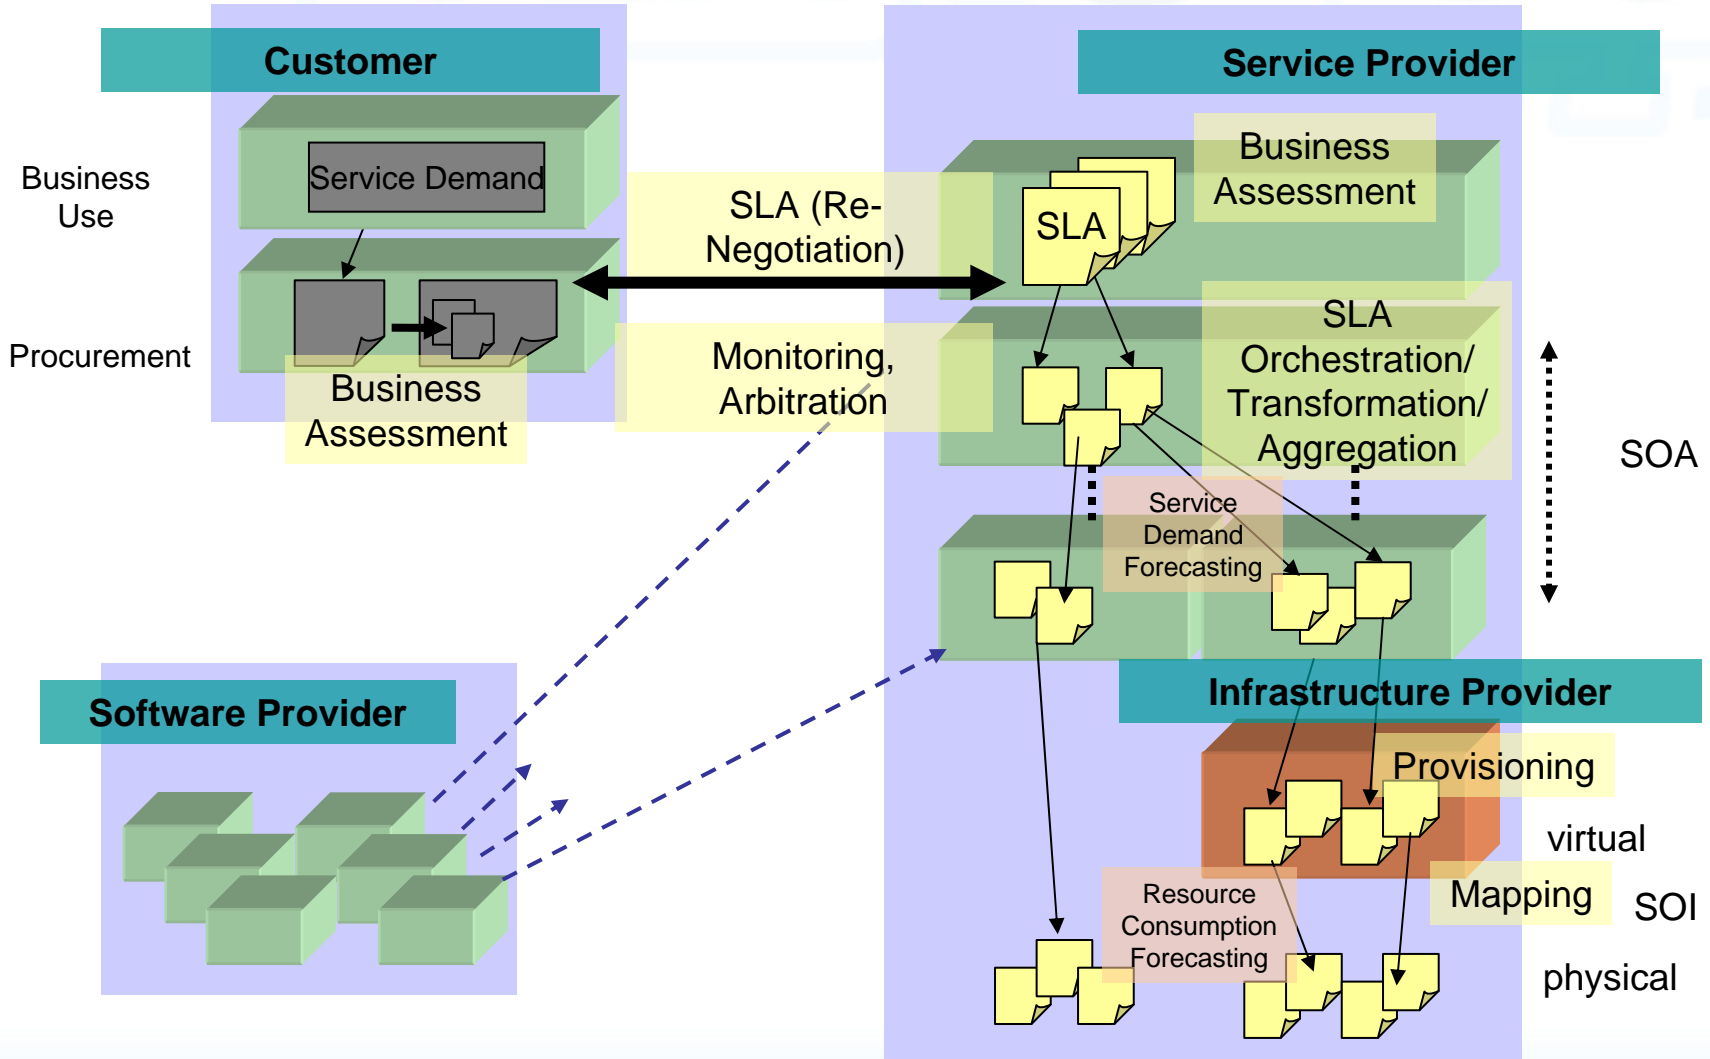 Customer
Service Provider
Business
Use
Service Demand
SLA (Re-
Negotiation)
SLA
Business
Assessment
Procurement
Business
Assessment
Monitoring,
Arbitration
SLA
Orchestration/
Transformation/
Aggregation
SOA
Service
Demand
Forecasting
Software Provider
Infrastructure Provider
Provisioning
virtual
Mapping
SOI
Resource
Consumption
Forecasting
physical